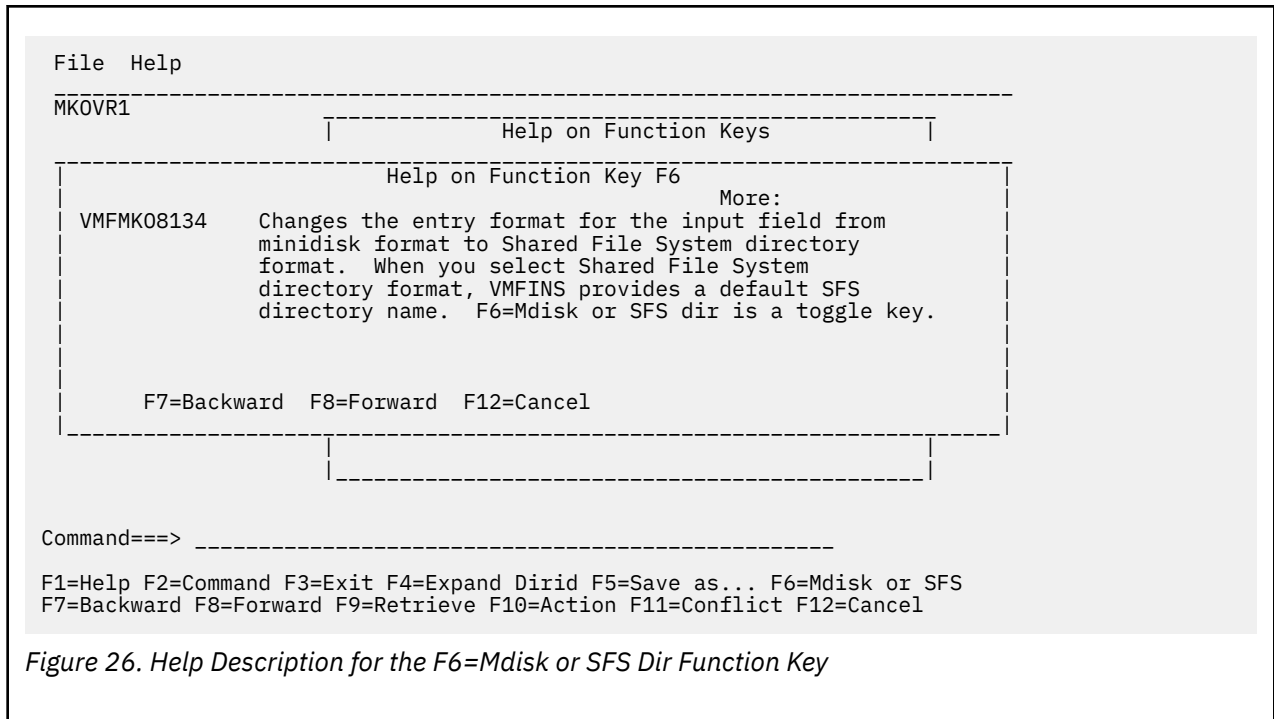 File  Help
MKOVR1
Help on Function Keys
Help on Function Key F6
More:
VMFMKO8134    Changes the entry format for the input field from
minidisk format to Shared File System directory
format.  When you select Shared File System
directory format, VMFINS provides a default SFS
directory name.  F6=Mdisk or SFS dir is a toggle key.
F7=Backward  F8=Forward  F12=Cancel
Command===> __________________________________________________
F1=Help F2=Command F3=Exit F4=Expand Dirid F5=Save as... F6=Mdisk or SFS
F7=Backward F8=Forward F9=Retrieve F10=Action F11=Conflict F12=Cancel
Figure 26. Help Description for the F6=Mdisk or SFS Dir Function Key